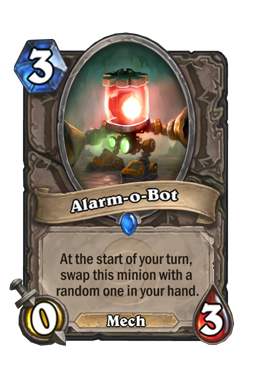 3
Alarm-o-Bot
At the start of your turn,
swap this minion with a
random one in your hand.
0 Mech 3